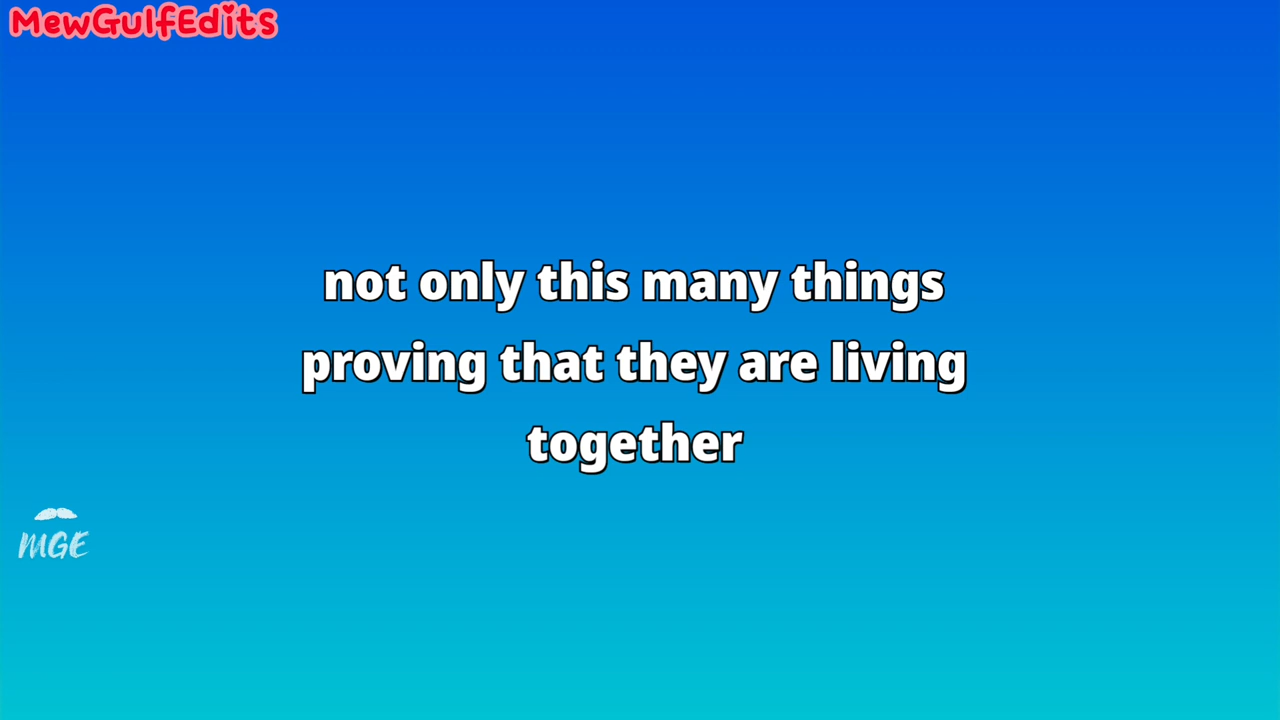 MewGulfEdits
not only this many things
proving that they are living
together
MGE